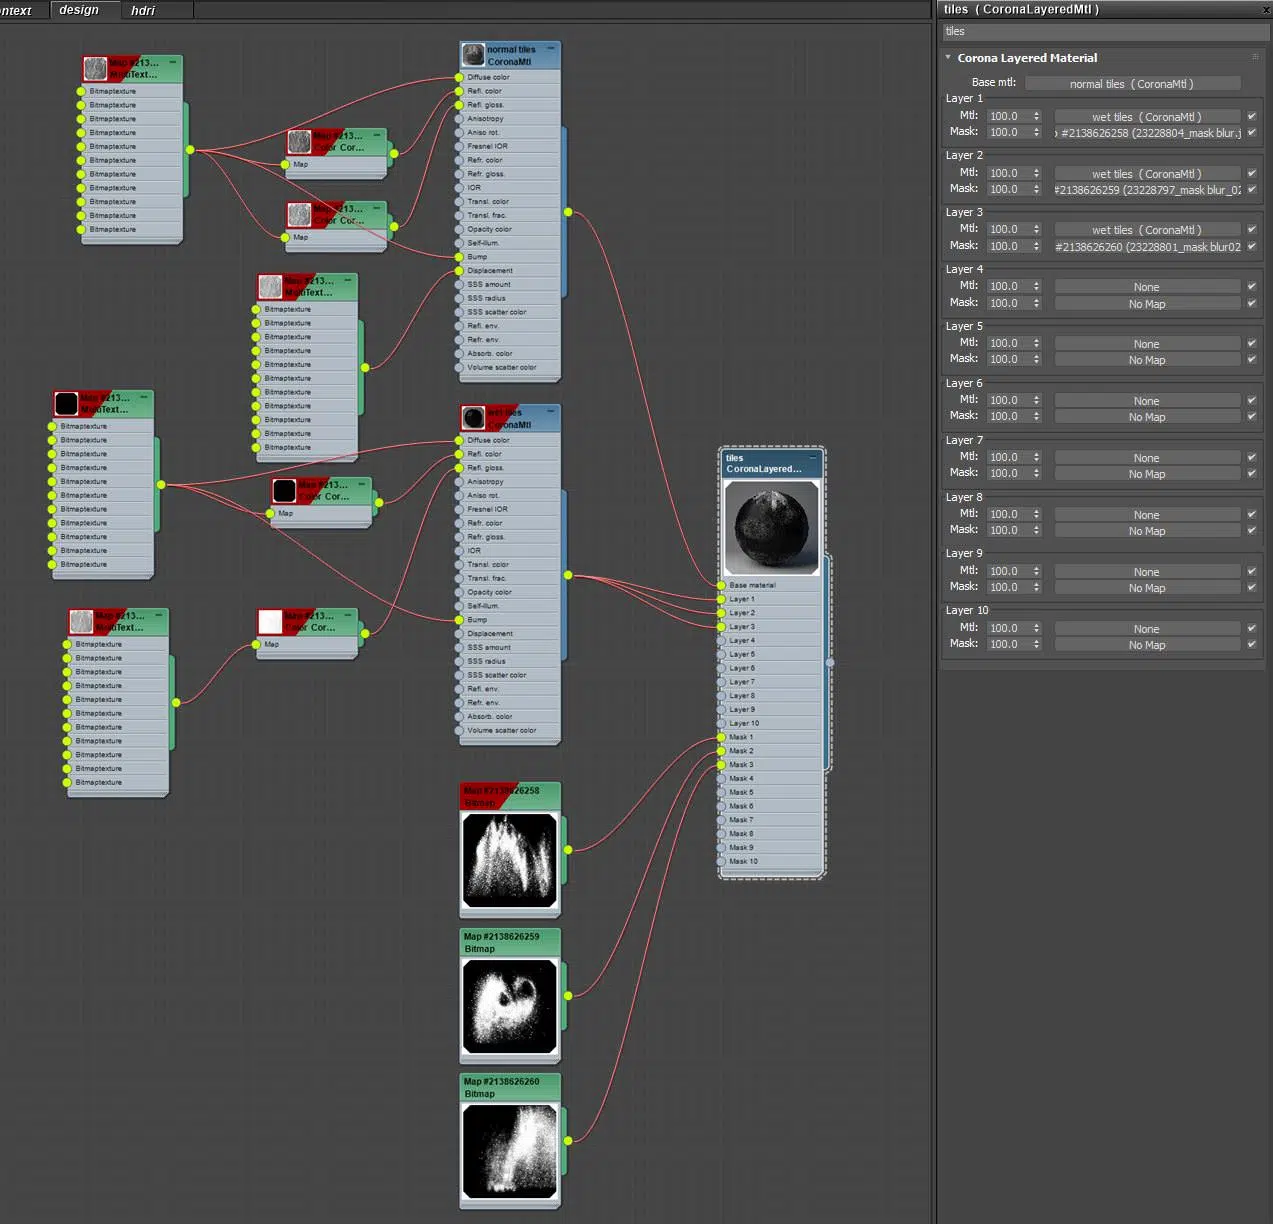 ontext design hdri
Map #213...
MultiText...
Bitmaptexture
Bitmaptexture
Bitmaptexture
Bitmaptexture
Bitmaptexture
Bitmaptexture
Bitmaptexture
Bitmaptexture
Bitmaptexture
Bitmaptexture
Bitmaptexture
Map #213...
Color Cor...
Map
Map #213...
Color Cor...
Map
Map #213...
MultiText...
Bitmaptexture
Bitmaptexture
Bitmaptexture
Bitmaptexture
Bitmaptexture
Bitmaptexture
Bitmaptexture
Bitmaptexture
Bitmaptexture
Bitmaptexture
Bitmaptexture
normal tiles
CoronaMtl
Diffuse color
Refl. color
Refl. gloss.
Anisotropy
Aniso rot.
Fresnel IOR
Refr. color
Refr. gloss.
IOR
Transl. color
Transl. frac.
Opacity color
Self-illum.
Bump
Displacement
SSS amount
SSS radius
SSS scatter color
Refl. env.
Refr. env.
Absorb. color
Volume scatter color
Map #213...
MultiText...
Bitmaptexture
Bitmaptexture
Bitmaptexture
Bitmaptexture
Bitmaptexture
Bitmaptexture
Bitmaptexture
Bitmaptexture
Bitmaptexture
Bitmaptexture
Bitmaptexture
Map #213...
Color Cor...
Map
Map #213...
MultiText...
Bitmaptexture
Bitmaptexture
Bitmaptexture
Bitmaptexture
Bitmaptexture
Bitmaptexture
Bitmaptexture
Bitmaptexture
Bitmaptexture
Bitmaptexture
Bitmaptexture
Map #213...
Color Cor...
Map
wet tiles
CoronaMtl
Diffuse color
Refl. color
Refl. gloss.
Anisotropy
Aniso rot.
Fresnel IOR
Refr. color
Refr. gloss.
IOR
Transl. color
Transl. frac.
Opacity color
Self-illum.
Bump
Displacement
SSS amount
SSS radius
SSS scatter color
Refl. env.
Refr. env.
Absorb. color
Volume scatter color
Map #2138626258
Bitmap
Map #2138626259
Bitmap
Map #2138626260
Bitmap
tiles
CoronaLayered...
Base material
Layer 1
Layer 2
Layer 3
Layer 4
Layer 5
Layer 6
Layer 7
Layer 8
Layer 9
Layer 10
Mask 1
Mask 2
Mask 3
Mask 4
Mask 5
Mask 6
Mask 7
Mask 8
Mask 9
Mask 10
tiles ( CoronaLayeredMtl ) x
tiles
Corona Layered Material
Base mtl: normal tiles ( CoronaMtl )
Layer 1
Mtl: 100.0 wet tiles ( CoronaMtl )
Mask: 100.0 #2138626258 (23228804_mask blur.j
Layer 2
Mtl: 100.0 wet tiles ( CoronaMtl )
Mask: 100.0 #2138626259 (23228797_mask blur_02
Layer 3
Mtl: 100.0 wet tiles ( CoronaMtl )
Mask: 100.0 #2138626260 (23228801_mask blur02
Layer 4
Mtl: 100.0 None
Mask: 100.0 No Map
Layer 5
Mtl: 100.0 None
Mask: 100.0 No Map
Layer 6
Mtl: 100.0 None
Mask: 100.0 No Map
Layer 7
Mtl: 100.0 None
Mask: 100.0 No Map
Layer 8
Mtl: 100.0 None
Mask: 100.0 No Map
Layer 9
Mtl: 100.0 None
Mask: 100.0 No Map
Layer 10
Mtl: 100.0 None
Mask: 100.0 No Map